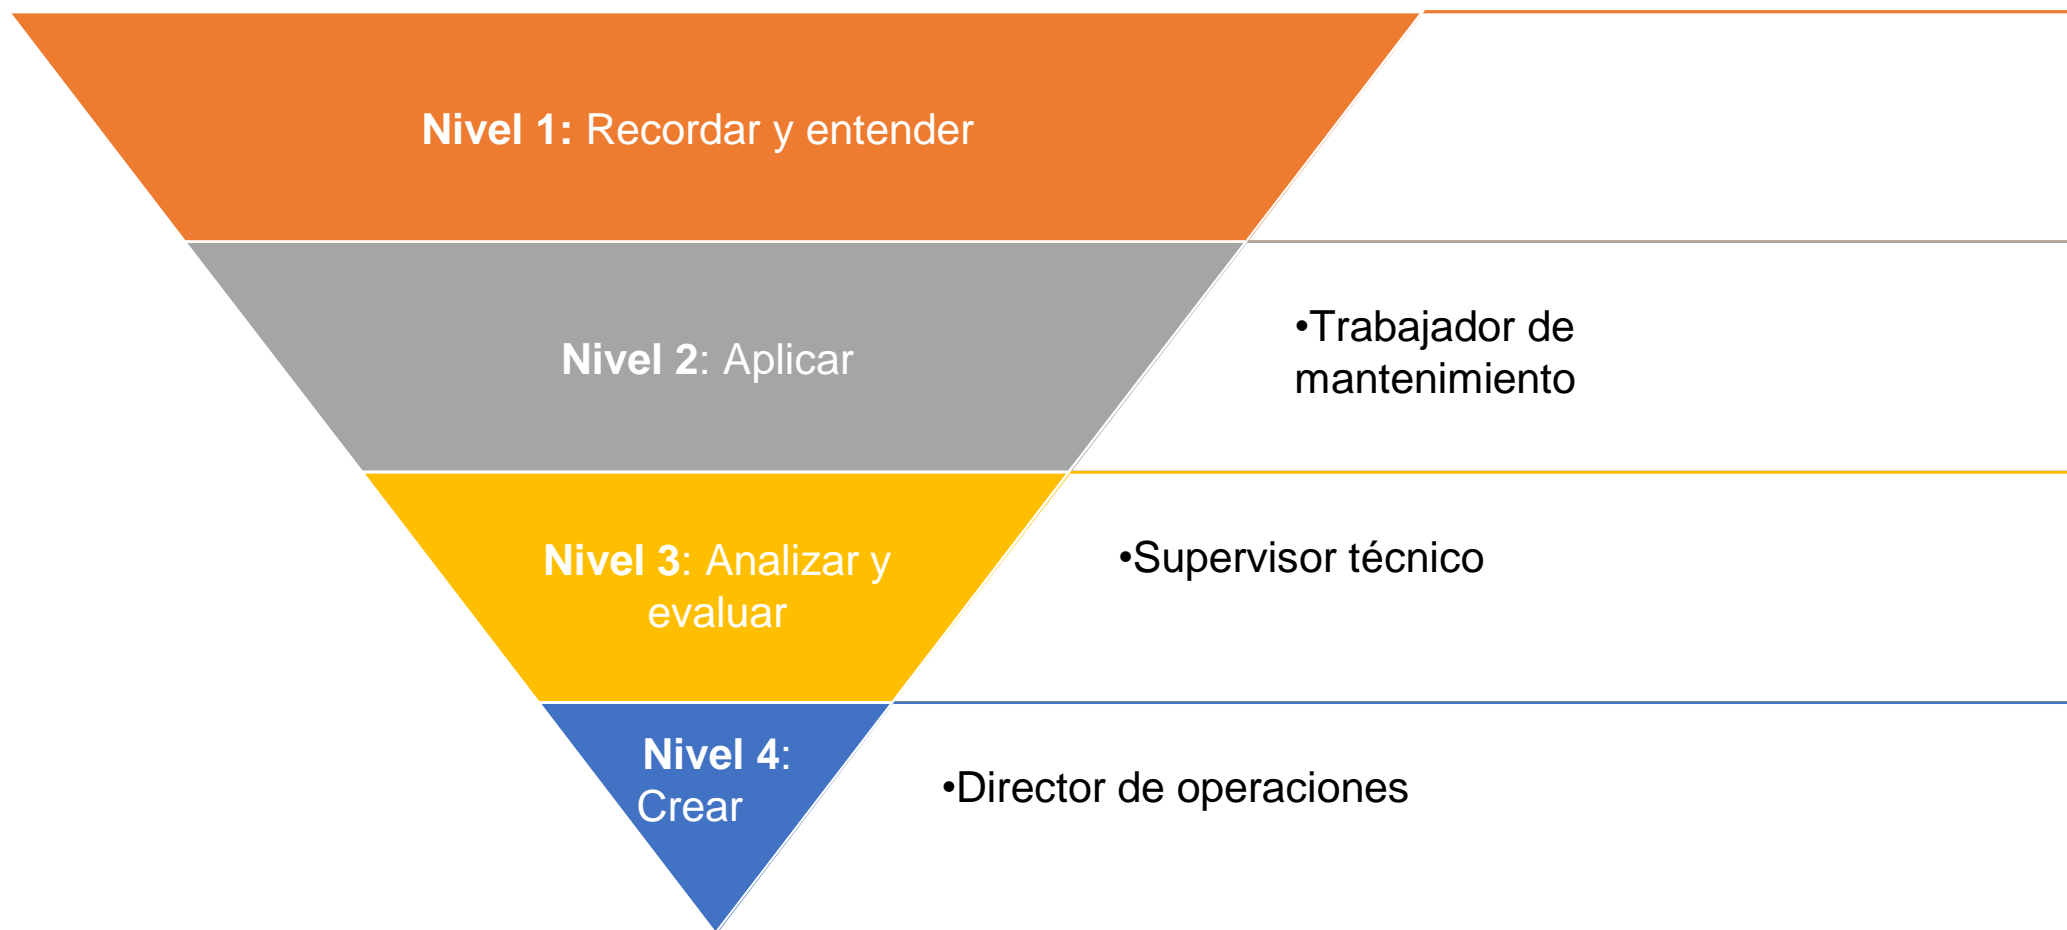 Nivel 1: Recordar y entender
Nivel 2: Aplicar
•Trabajador de
mantenimiento
Nivel 3: Analizar y
evaluar
•Supervisor técnico
Nivel 4:
Crear
•Director de operaciones